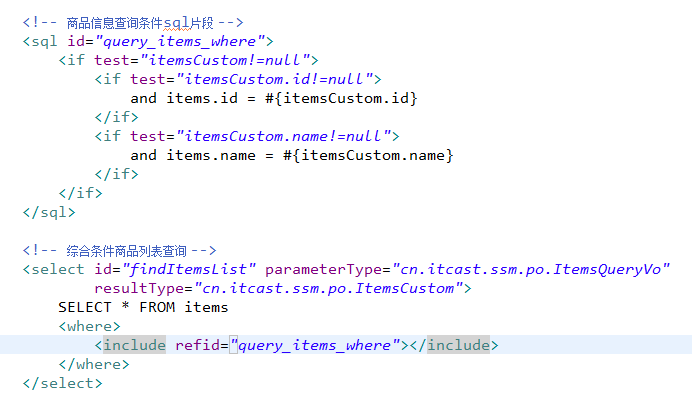 <!-- 商品信息查询条件sql片段 -->
<sql id="query_items_where">
<if test="itemsCustom!=null">
<if test="itemsCustom.id!=null">
and items.id = #{itemsCustom.id}
</if>
<if test="itemsCustom.name!=null">
and items.name = #{itemsCustom.name}
</if>
</if>
</sql>
<!-- 综合条件商品列表查询 -->
<select id="findItemsList" parameterType="cn.itcast.ssm.po.ItemsQueryVo"
resultType="cn.itcast.ssm.po.ItemsCustom">
SELECT * FROM items
<where>
<include refid="query_items_where"></include>
</where>
</select>